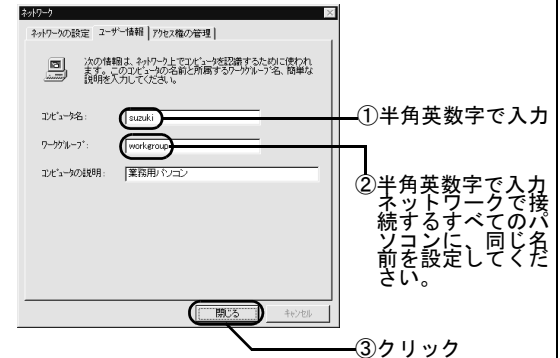 ネットワーク
ネットワークの設定 ユーザー情報 アクセス権の管理
次の情報は、ネットワーク上でコンピュータを認識するために使われ
ます。このコンピュータの名前と所属するワークグループ名、簡単な
説明を入力してください。
コンピュータ名:
suzuki
ワークグループ:
workgroup
コンピュータの説明:
業務用パソコン
閉じる
キャンセル
①半角英数字で入力
②半角英数字で入力
ネットワークで接
続するすべてのパ
ソコンに、同じ名
前を設定してくだ
さい。
③クリック